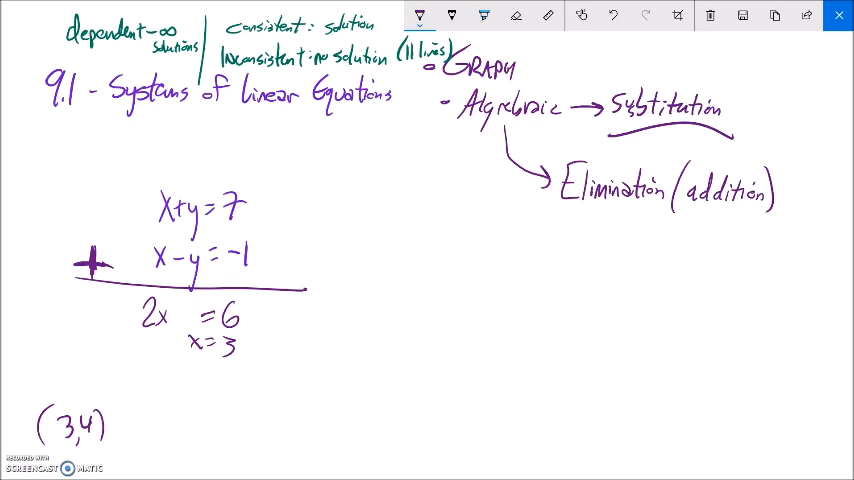 dependent - ∞ solutions
consistent: solution
Inconsistent: no solution (|| lines)
9.1 - Systems of Linear Equations
• GRAPH
• Algebraic → Substitution
Elimination (addition)
x+y=7
+ x-y=-1
2x =6
x=3
(3,4)
RECORDED WITH
SCREENCAST MATIC